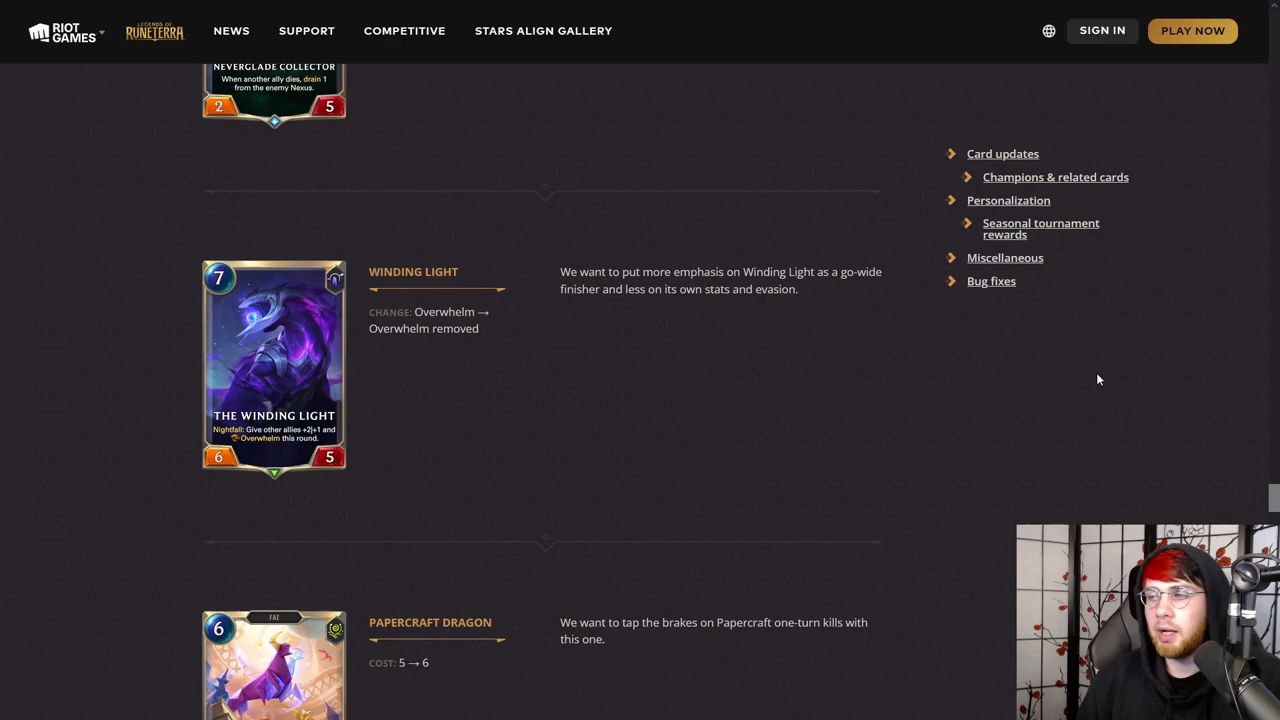 RIOT GAMES
LEGENDS OF RUNETERRA
NEWS
SUPPORT
COMPETITIVE
STARS ALIGN GALLERY
SIGN IN
PLAY NOW
NEVERGLADE COLLECTOR
When another ally dies, drain 1
from the enemy Nexus.
2
5
Card updates
Champions & related cards
Personalization
Seasonal tournament
rewards
Miscellaneous
Bug fixes
7
THE WINDING LIGHT
Nightfall: Give other allies +2|+1 and
Overwhelm this round.
6
5
WINDING LIGHT
CHANGE: Overwhelm →
Overwhelm removed
We want to put more emphasis on Winding Light as a go-wide
finisher and less on its own stats and evasion.
FAE
6
PAPERCRAFT DRAGON
COST: 5 → 6
We want to tap the brakes on Papercraft one-turn kills with
this one.